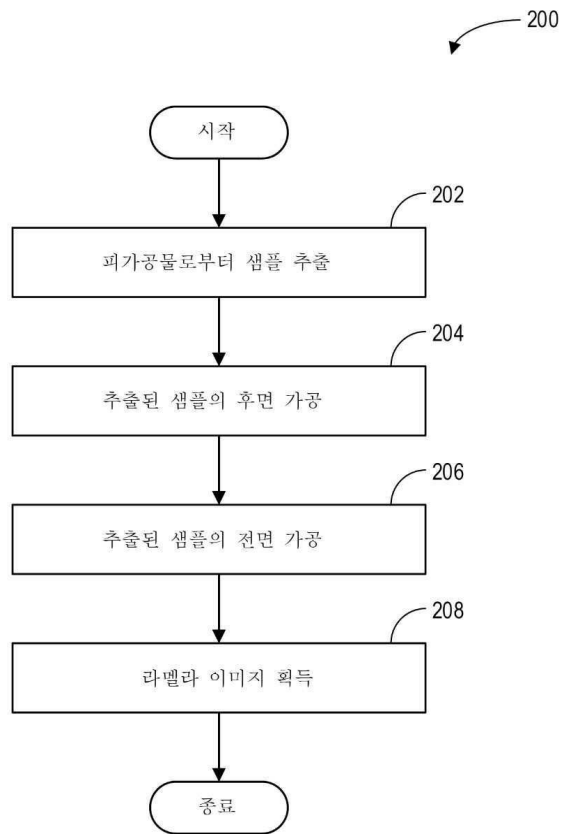 200
시작
202
피가공물로부터 샘플 추출
204
추출된 샘플의 후면 가공
206
추출된 샘플의 전면 가공
208
라멜라 이미지 획득
종료